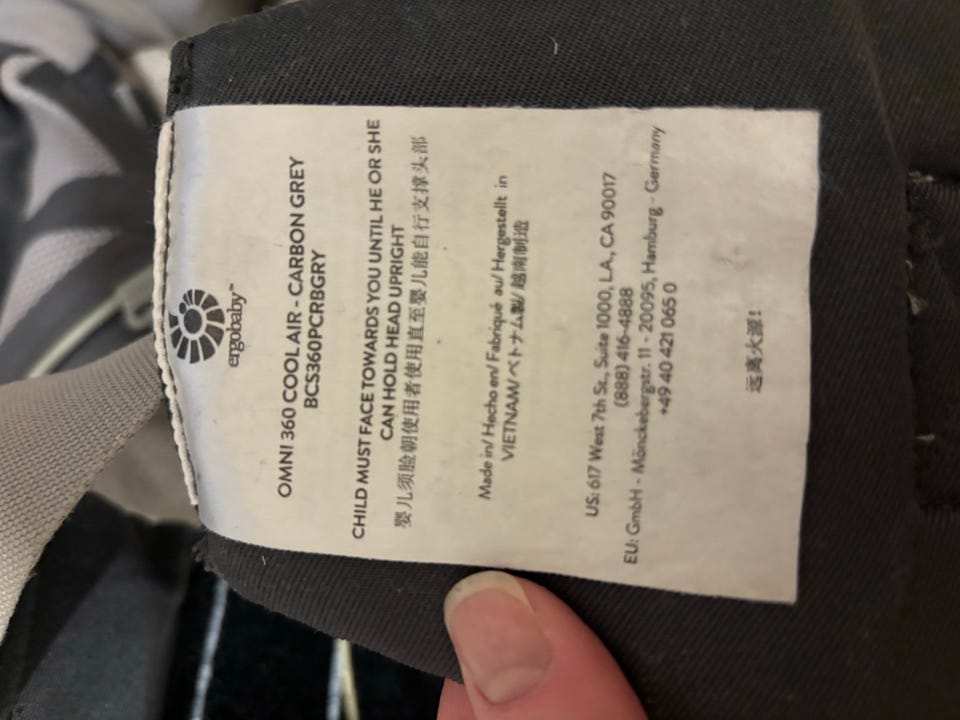 ergobaby™
OMNI 360 COOL AIR - CARBON GREY
BCS360PCRBGRY
CHILD MUST FACE TOWARDS YOU UNTIL HE OR SHE
CAN HOLD HEAD UPRIGHT
婴儿须脸朝使用者使用直至婴儿能自行支撑头部
Made in/ Hecho en/ Fabriqué au/ Hergestellt in
VIETNAM/ベトナム製/ 越南制造
US: 617 West 7th St., Suite 1000, L.A., CA 90017
(888) 416-4888
EU: GmbH - Mönckebergstr. 11 - 20095, Hamburg - Germany
+49 40 421 065 0
远离火源!